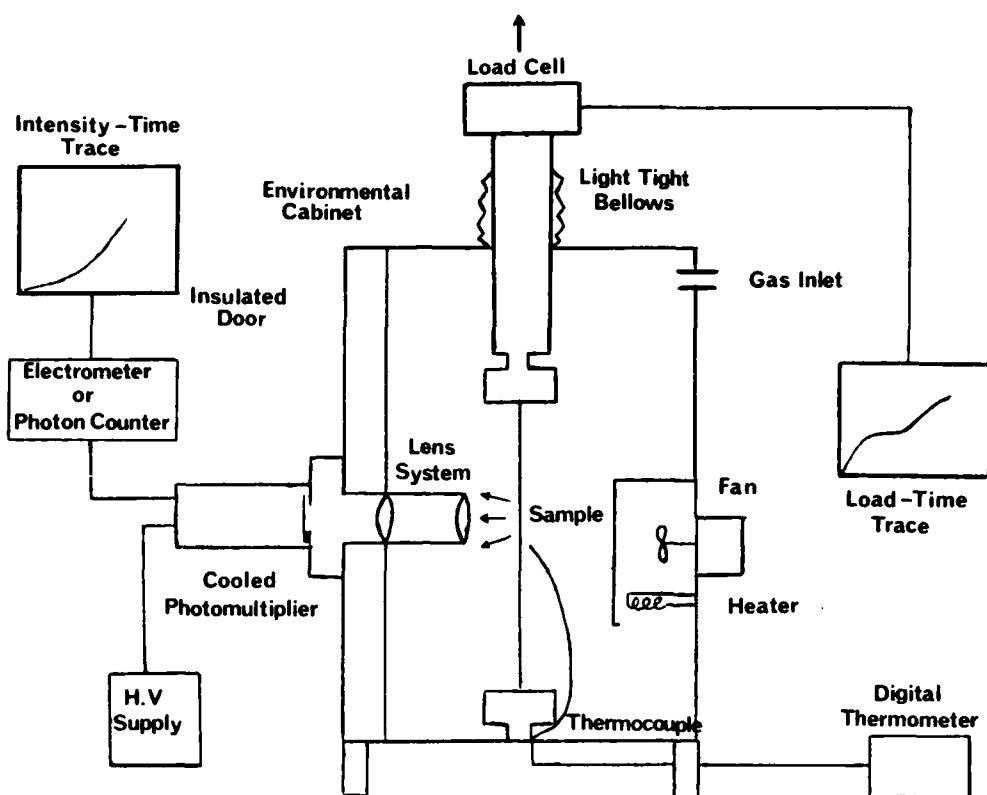 Load Cell
Intensity-Time
Trace
Environmental
Cabinet
Light Tight
Bellows
Insulated
Door
Gas Inlet
Electrometer
or
Photon Counter
Lens
System
Sample
Fan
Load-Time
Trace
Cooled
Photomultiplier
Heater
H.V
Supply
Thermocouple
Digital
Thermometer